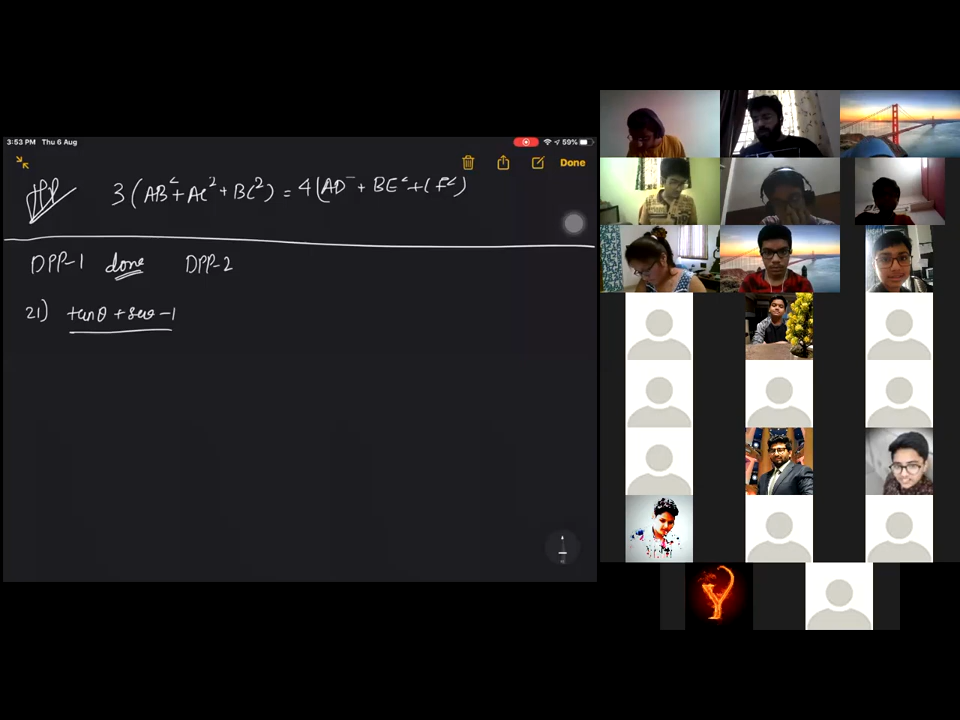 3:53 PM Thu 6 Aug 59%
Done
3(AB²+AC²+BC²) = 4(AD¯+BE²+CF²)
DPP-1 done DPP-2
21) tanθ + secθ -1